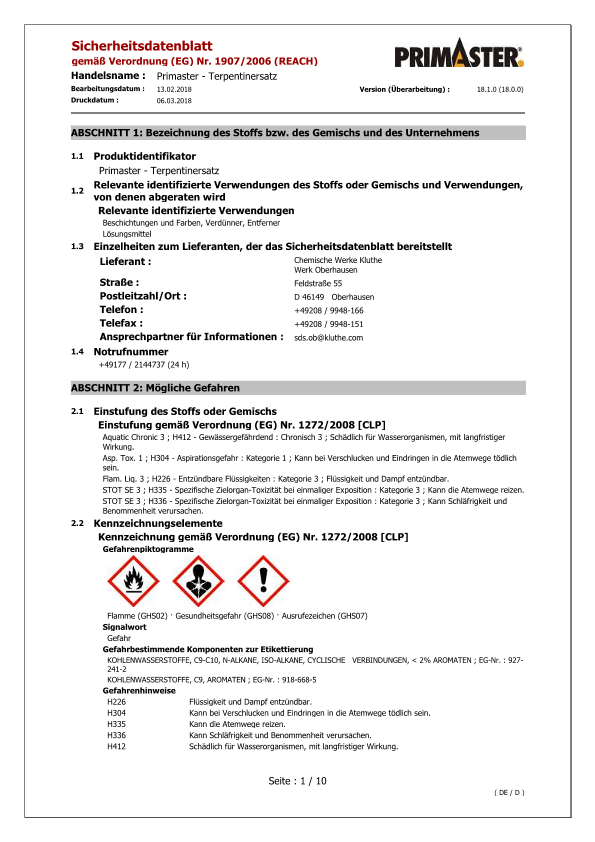 Sicherheitsdatenblatt
gemäß Verordnung (EG) Nr. 1907/2006 (REACH)
PRIMASTER.
Handelsname : Primaster - Terpentinersatz
Bearbeitungsdatum : 13.02.2018 Version (Überarbeitung) : 18.1.0 (18.0.0)
Druckdatum : 06.03.2018
ABSCHNITT 1: Bezeichnung des Stoffs bzw. des Gemischs und des Unternehmens
1.1 Produktidentifikator
Primaster - Terpentinersatz
1.2 Relevante identifizierte Verwendungen des Stoffs oder Gemischs und Verwendungen,
von denen abgeraten wird
Relevante identifizierte Verwendungen
Beschichtungen und Farben, Verdünner, Entferner
Lösungsmittel
1.3 Einzelheiten zum Lieferanten, der das Sicherheitsdatenblatt bereitstellt
Lieferant : Chemische Werke Kluthe
Werk Oberhausen
Straße : Feldstraße 55
Postleitzahl/Ort : D 46149 Oberhausen
Telefon : +49208 / 9948-166
Telefax : +49208 / 9948-151
Ansprechpartner für Informationen : sds.ob@kluthe.com
1.4 Notrufnummer
+49177 / 2144737 (24 h)
ABSCHNITT 2: Mögliche Gefahren
2.1 Einstufung des Stoffs oder Gemischs
Einstufung gemäß Verordnung (EG) Nr. 1272/2008 [CLP]
Aquatic Chronic 3 ; H412 - Gewässergefährdend : Chronisch 3 ; Schädlich für Wasserorganismen, mit langfristiger
Wirkung.
Asp. Tox. 1 ; H304 - Aspirationsgefahr : Kategorie 1 ; Kann bei Verschlucken und Eindringen in die Atemwege tödlich
sein.
Flam. Liq. 3 ; H226 - Entzündbare Flüssigkeiten : Kategorie 3 ; Flüssigkeit und Dampf entzündbar.
STOT SE 3 ; H335 - Spezifische Zielorgan-Toxizität bei einmaliger Exposition : Kategorie 3 ; Kann die Atemwege reizen.
STOT SE 3 ; H336 - Spezifische Zielorgan-Toxizität bei einmaliger Exposition : Kategorie 3 ; Kann Schläfrigkeit und
Benommenheit verursachen.
2.2 Kennzeichnungselemente
Kennzeichnung gemäß Verordnung (EG) Nr. 1272/2008 [CLP]
Gefahrenpiktogramme
Flamme (GHS02) · Gesundheitsgefahr (GHS08) · Ausrufezeichen (GHS07)
Signalwort
Gefahr
Gefahrbestimmende Komponenten zur Etikettierung
KOHLENWASSERSTOFFE, C9-C10, N-ALKANE, ISO-ALKANE, CYCLISCHE VERBINDUNGEN, < 2% AROMATEN ; EG-Nr. : 927-
241-2
KOHLENWASSERSTOFFE, C9, AROMATEN ; EG-Nr. : 918-668-5
Gefahrenhinweise
H226 Flüssigkeit und Dampf entzündbar.
H304 Kann bei Verschlucken und Eindringen in die Atemwege tödlich sein.
H335 Kann die Atemwege reizen.
H336 Kann Schläfrigkeit und Benommenheit verursachen.
H412 Schädlich für Wasserorganismen, mit langfristiger Wirkung.
Seite : 1 / 10
( DE / D )